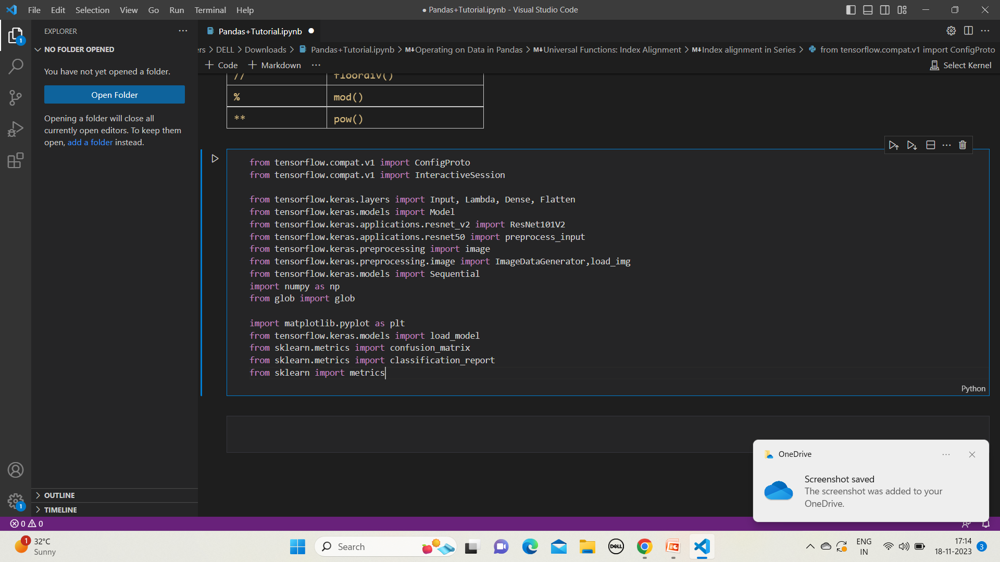 File Edit Selection View Go Run Terminal Help
● Pandas+Tutorial.ipynb - Visual Studio Code
EXPLORER
NO FOLDER OPENED
You have not yet opened a folder.
Open Folder
Opening a folder will close all
currently open editors. To keep them
open, add a folder instead.
OUTLINE
TIMELINE
1
1
Pandas+Tutorial.ipynb
ers > DELL > Downloads > Pandas+Tutorial.ipynb > M↓Operating on Data in Pandas > M↓Universal Functions: Index Alignment > M↓Index alignment in Series > from tensorflow.compat.v1 import ConfigProto
+ Code + Markdown ···
Select Kernel
// floordiv()
% mod()
** pow()
from tensorflow.compat.v1 import ConfigProto
from tensorflow.compat.v1 import InteractiveSession
from tensorflow.keras.layers import Input, Lambda, Dense, Flatten
from tensorflow.keras.models import Model
from tensorflow.keras.applications.resnet_v2 import ResNet101V2
from tensorflow.keras.applications.resnet50 import preprocess_input
from tensorflow.keras.preprocessing import image
from tensorflow.keras.preprocessing.image import ImageDataGenerator,load_img
from tensorflow.keras.models import Sequential
import numpy as np
from glob import glob
import matplotlib.pyplot as plt
from tensorflow.keras.models import load_model
from sklearn.metrics import confusion_matrix
from sklearn.metrics import classification_report
from sklearn import metrics
Python
OneDrive
Screenshot saved
The screenshot was added to your
OneDrive.
0 0
1
32°C
Sunny
Search
DELL
ENG
IN
17:14
18-11-2023
3